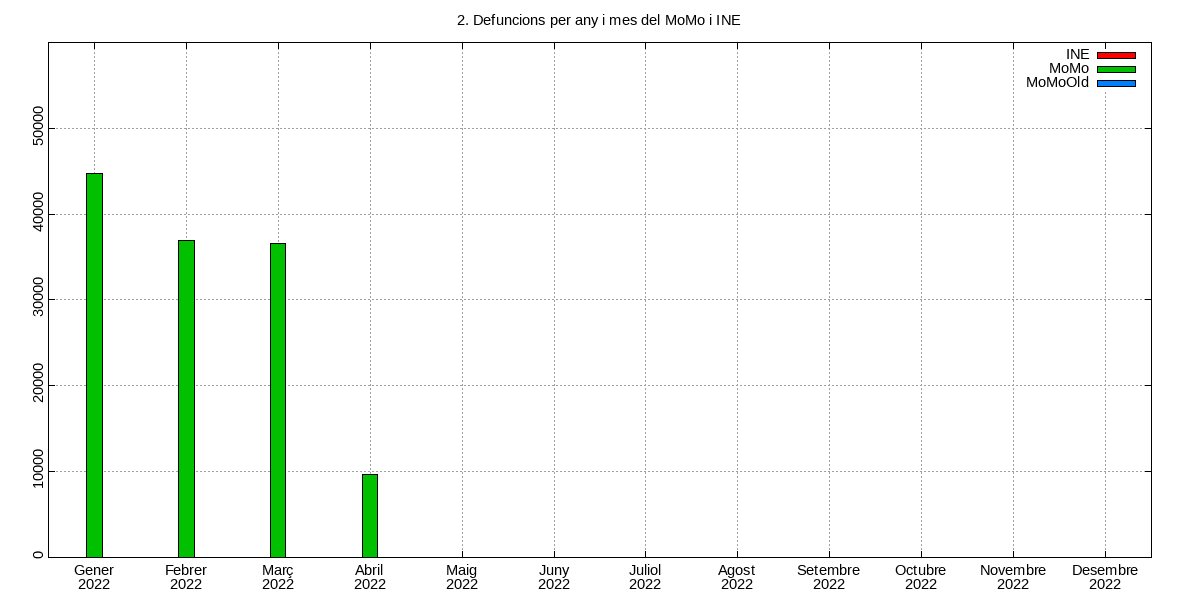 2. Defuncions per any i mes del MoMo i INE
INE
MoMo
MoMoOld
50000
40000
30000
20000
10000
0
Gener Febrer Març Abril Maig Juny Juliol Agost Setembre Octubre Novembre Desembre
2022 2022 2022 2022 2022 2022 2022 2022 2022 2022 2022 2022